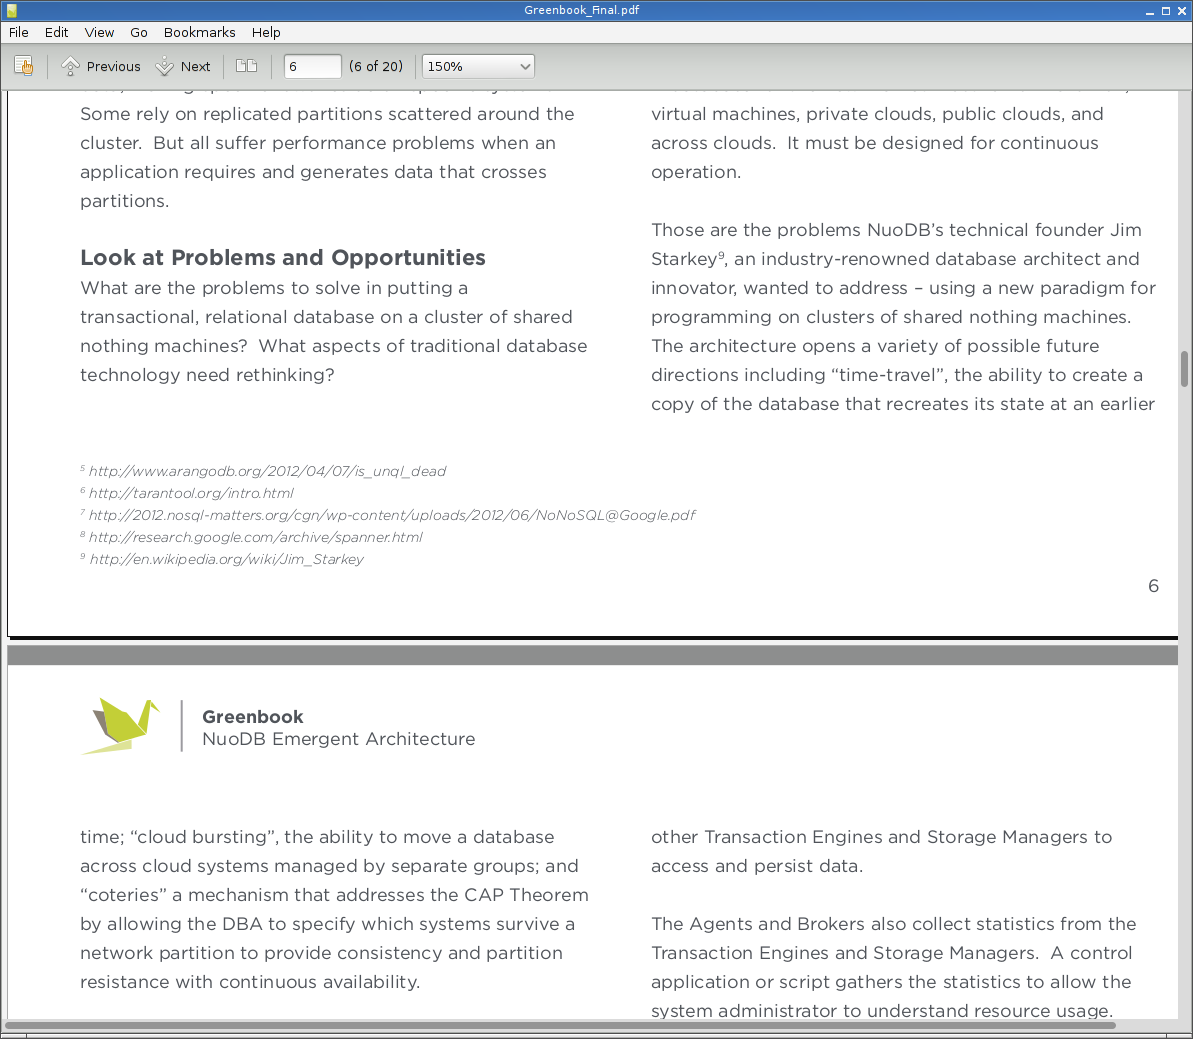 Greenbook_Final.pdf
File Edit View Go Bookmarks Help
Previous Next 6 (6 of 20) 150%
Some rely on replicated partitions scattered around the
cluster.  But all suffer performance problems when an
application requires and generates data that crosses
partitions.
Look at Problems and Opportunities
What are the problems to solve in putting a
transactional, relational database on a cluster of shared
nothing machines?  What aspects of traditional database
technology need rethinking?
virtual machines, private clouds, public clouds, and
across clouds.  It must be designed for continuous
operation.
Those are the problems NuoDB’s technical founder Jim
Starkey⁹, an industry-renowned database architect and
innovator, wanted to address – using a new paradigm for
programming on clusters of shared nothing machines.
The architecture opens a variety of possible future
directions including “time-travel”, the ability to create a
copy of the database that recreates its state at an earlier
⁵ http://www.arangodb.org/2012/04/07/is_unql_dead
⁶ http://tarantool.org/intro.html
⁷ http://2012.nosql-matters.org/cgn/wp-content/uploads/2012/06/NoNoSQL@Google.pdf
⁸ http://research.google.com/archive/spanner.html
⁹ http://en.wikipedia.org/wiki/Jim_Starkey
6
Greenbook
NuoDB Emergent Architecture
time; “cloud bursting”, the ability to move a database
across cloud systems managed by separate groups; and
“coteries” a mechanism that addresses the CAP Theorem
by allowing the DBA to specify which systems survive a
network partition to provide consistency and partition
resistance with continuous availability.
other Transaction Engines and Storage Managers to
access and persist data.
The Agents and Brokers also collect statistics from the
Transaction Engines and Storage Managers.  A control
application or script gathers the statistics to allow the
system administrator to understand resource usage.